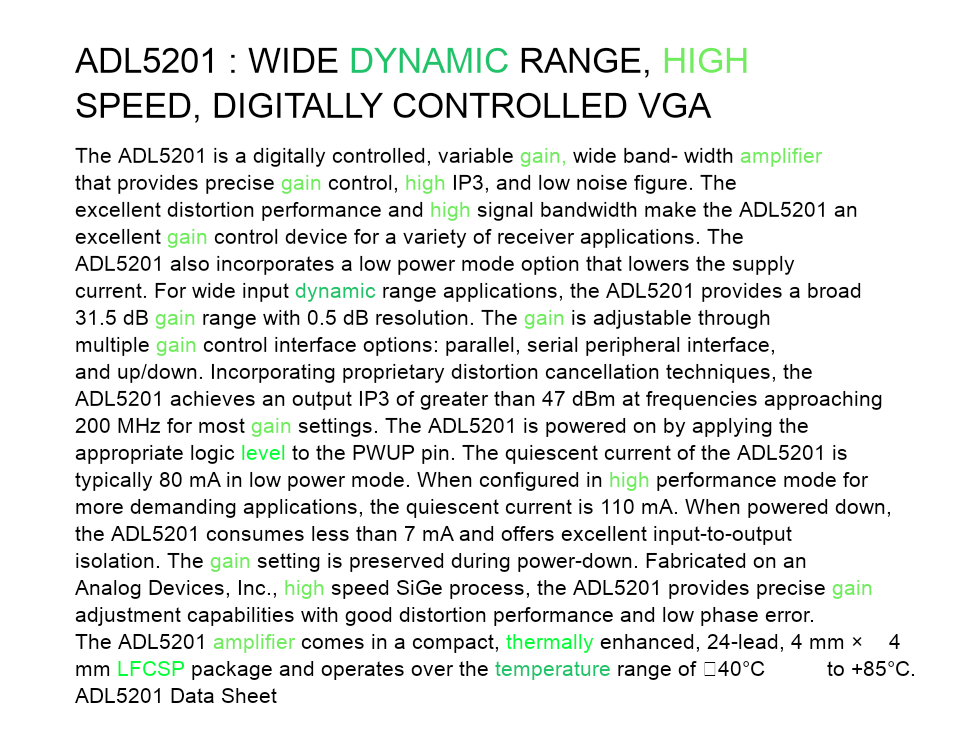 ADL5201 : WIDE DYNAMIC RANGE, HIGH
SPEED, DIGITALLY CONTROLLED VGA
The ADL5201 is a digitally controlled, variable gain, wide band- width amplifier
that provides precise gain control, high IP3, and low noise figure. The
excellent distortion performance and high signal bandwidth make the ADL5201 an
excellent gain control device for a variety of receiver applications. The
ADL5201 also incorporates a low power mode option that lowers the supply
current. For wide input dynamic range applications, the ADL5201 provides a broad
31.5 dB gain range with 0.5 dB resolution. The gain is adjustable through
multiple gain control interface options: parallel, serial peripheral interface,
and up/down. Incorporating proprietary distortion cancellation techniques, the
ADL5201 achieves an output IP3 of greater than 47 dBm at frequencies approaching
200 MHz for most gain settings. The ADL5201 is powered on by applying the
appropriate logic level to the PWUP pin. The quiescent current of the ADL5201 is
typically 80 mA in low power mode. When configured in high performance mode for
more demanding applications, the quiescent current is 110 mA. When powered down,
the ADL5201 consumes less than 7 mA and offers excellent input-to-output
isolation. The gain setting is preserved during power-down. Fabricated on an
Analog Devices, Inc., high speed SiGe process, the ADL5201 provides precise gain
adjustment capabilities with good distortion performance and low phase error.
The ADL5201 amplifier comes in a compact, thermally enhanced, 24-lead, 4 mm × 4
mm LFCSP package and operates over the temperature range of □40°C to +85°C.
ADL5201 Data Sheet